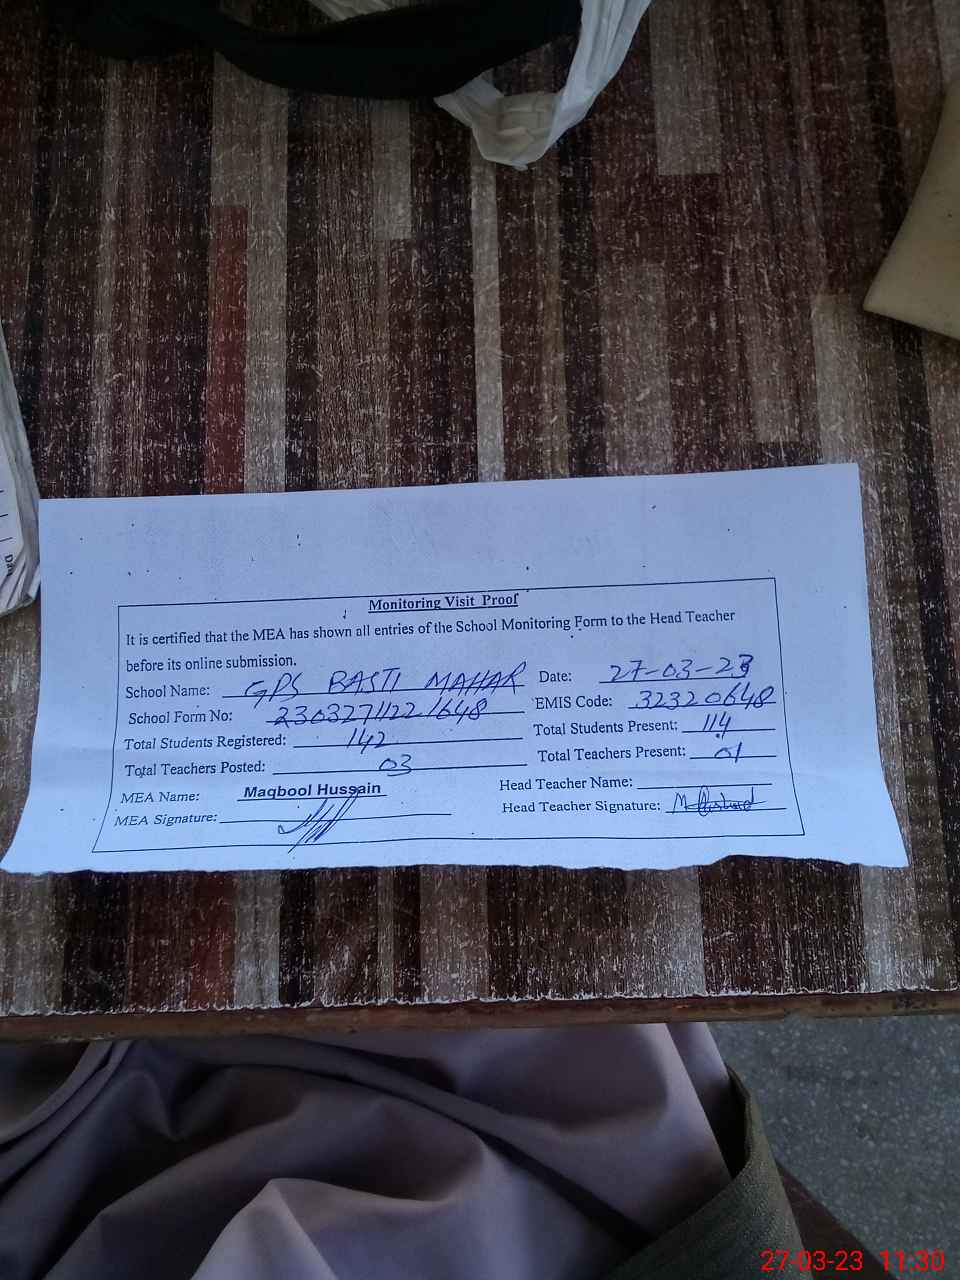 Monitoring Visit Proof
It is certified that the MEA has shown all entries of the School Monitoring Form to the Head Teacher
before its online submission.
School Name: GPS BASTI MAHAR Date: 27-03-23
School Form No: 23032711221648 EMIS Code: 32320648
Total Students Registered: 142 Total Students Present: 114
Total Teachers Posted: 03 Total Teachers Present: 01
MEA Name: Maqbool Hussain Head Teacher Name:
MEA Signature: Head Teacher Signature:
27-03-23 11:30